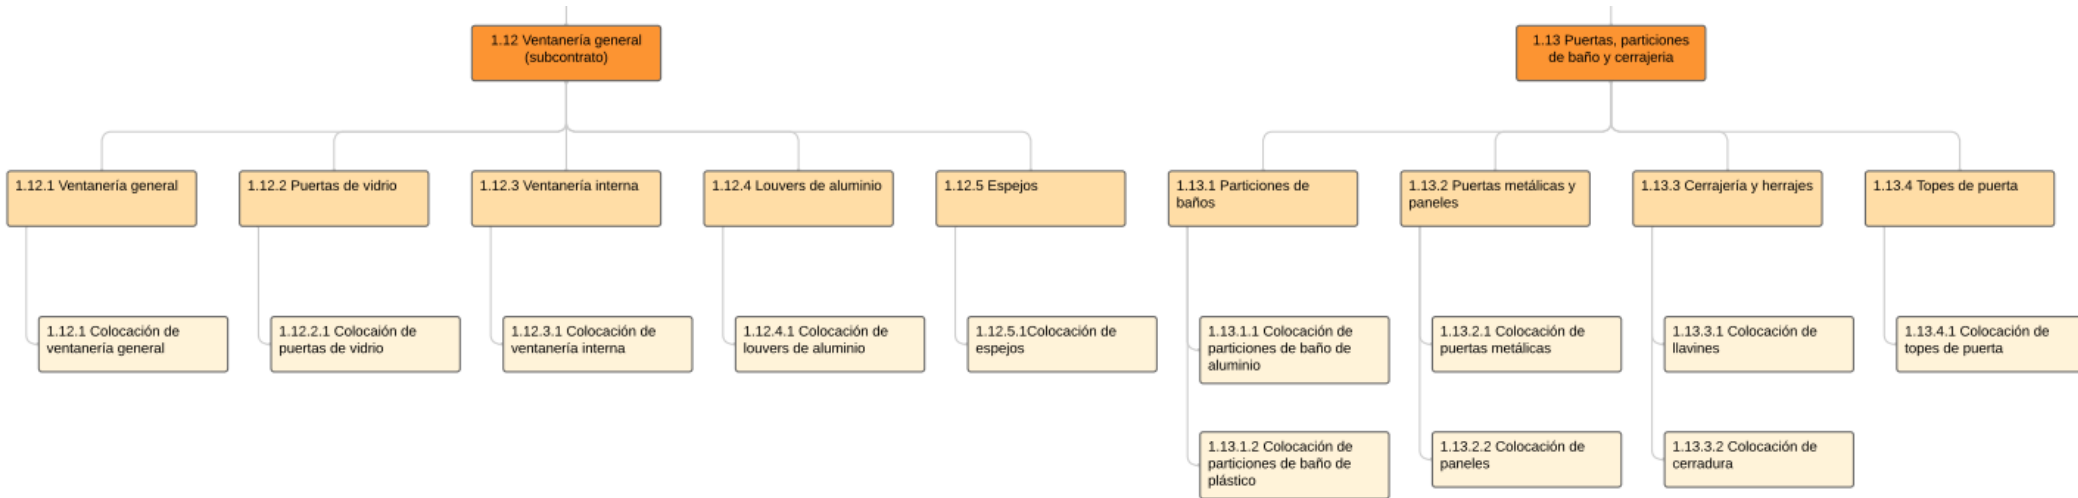 1.12 Ventanería general
(subcontrato)
1.13 Puertas, particiones
de baño y cerrajeria
1.12.1 Ventanería general
1.12.2 Puertas de vidrio
1.12.3 Ventanería interna
1.12.4 Louvers de aluminio
1.12.5 Espejos
1.13.1 Particiones de
baños
1.13.2 Puertas metálicas y
paneles
1.13.3 Cerrajería y herrajes
1.13.4 Topes de puerta
1.12.1 Colocación de
ventanería general
1.12.2.1 Colocaión de
puertas de vidrio
1.12.3.1 Colocación de
ventanería interna
1.12.4.1 Colocación de
louvers de aluminio
1.12.5.1Colocación de
espejos
1.13.1.1 Colocación de
particiones de baño de
aluminio
1.13.2.1 Colocación de
puertas metálicas
1.13.3.1 Colocación de
llavines
1.13.4.1 Colocación de
topes de puerta
1.13.1.2 Colocación de
particiones de baño de
plástico
1.13.2.2 Colocación de
paneles
1.13.3.2 Colocación de
cerradura